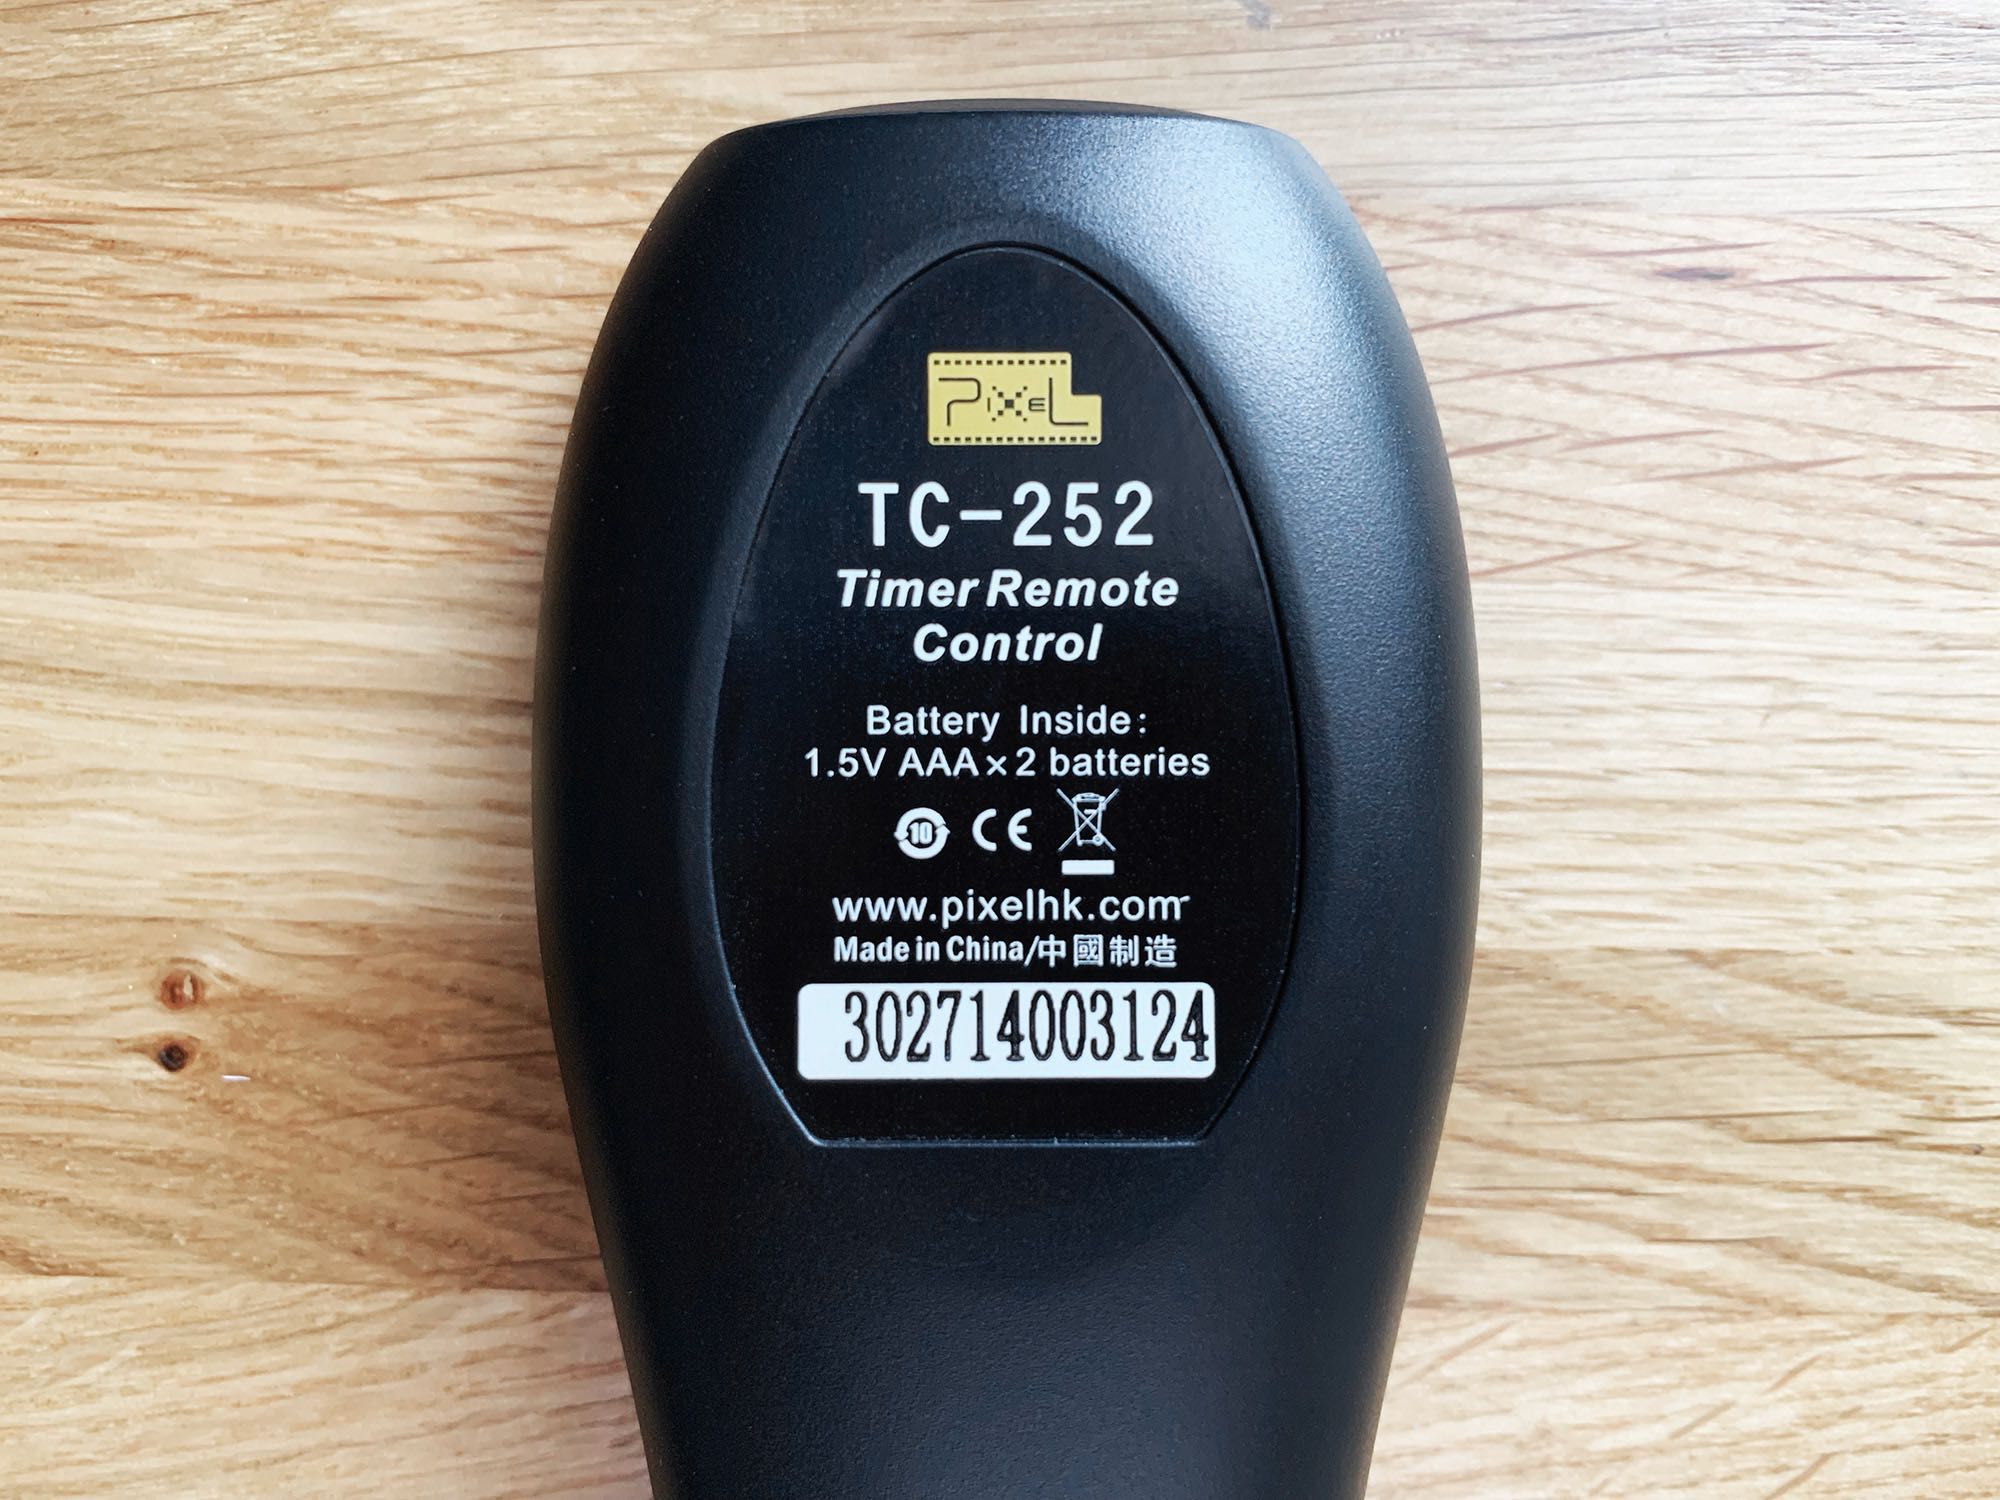 PixeL
TC-252
Timer Remote
Control
Battery Inside:
1.5V AAA×2 batteries
10 CE
www.pixelhk.com
Made in China/中國制造
302714003124